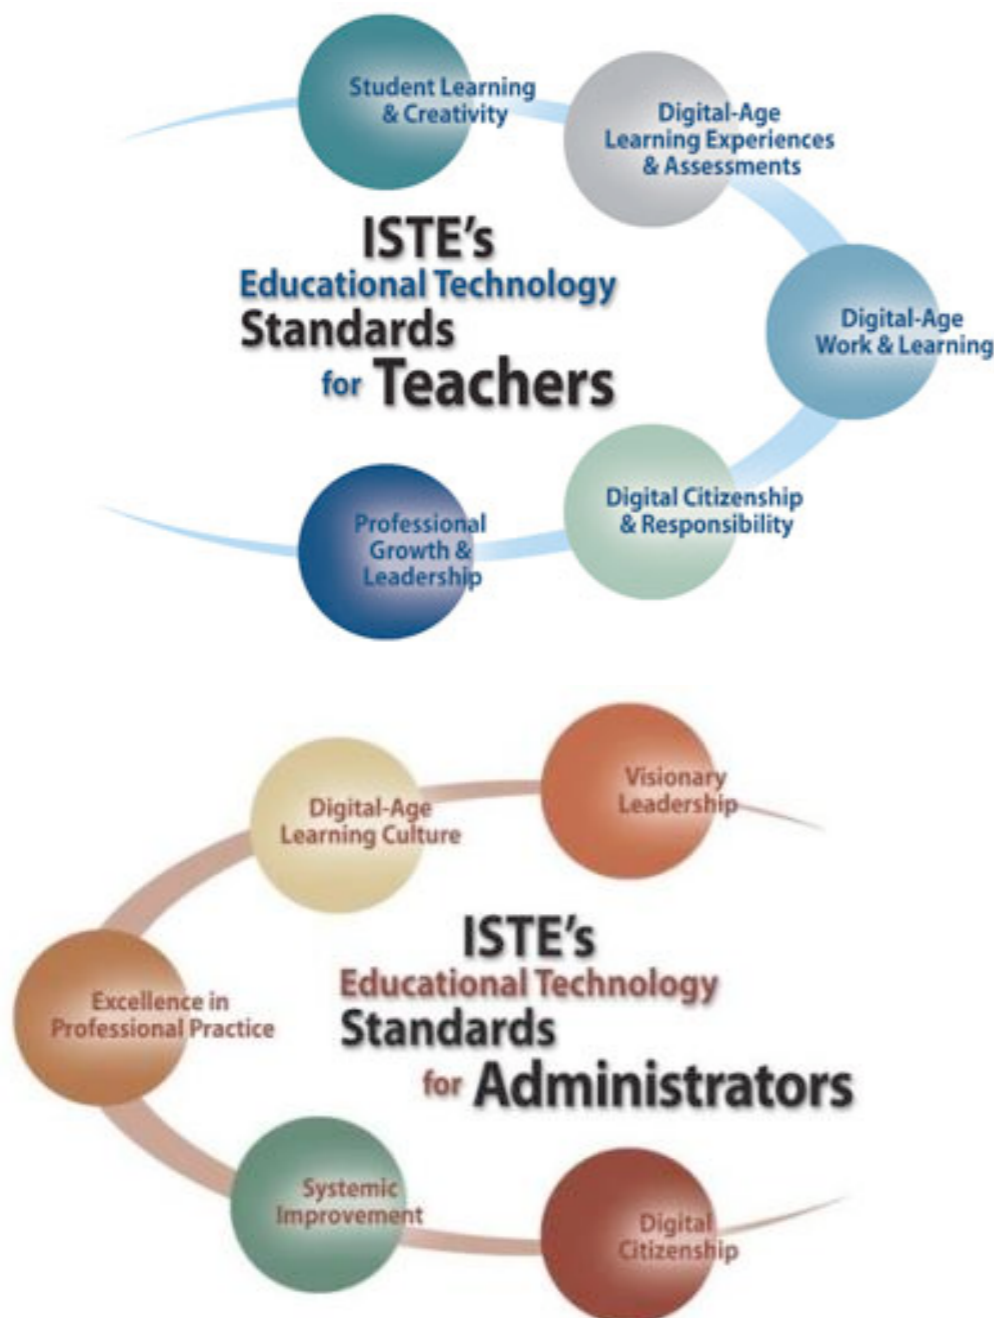 Student Learning
& Creativity
Digital-Age
Learning Experiences
& Assessments
ISTE's
Educational Technology
Standards
for Teachers
Digital-Age
Work & Learning
Digital Citizenship
& Responsibility
Professional
Growth &
Leadership
Visionary
Leadership
Digital-Age
Learning Culture
ISTE's
Educational Technology
Standards
for Administrators
Excellence in
Professional Practice
Systemic
Improvement
Digital
Citizenship